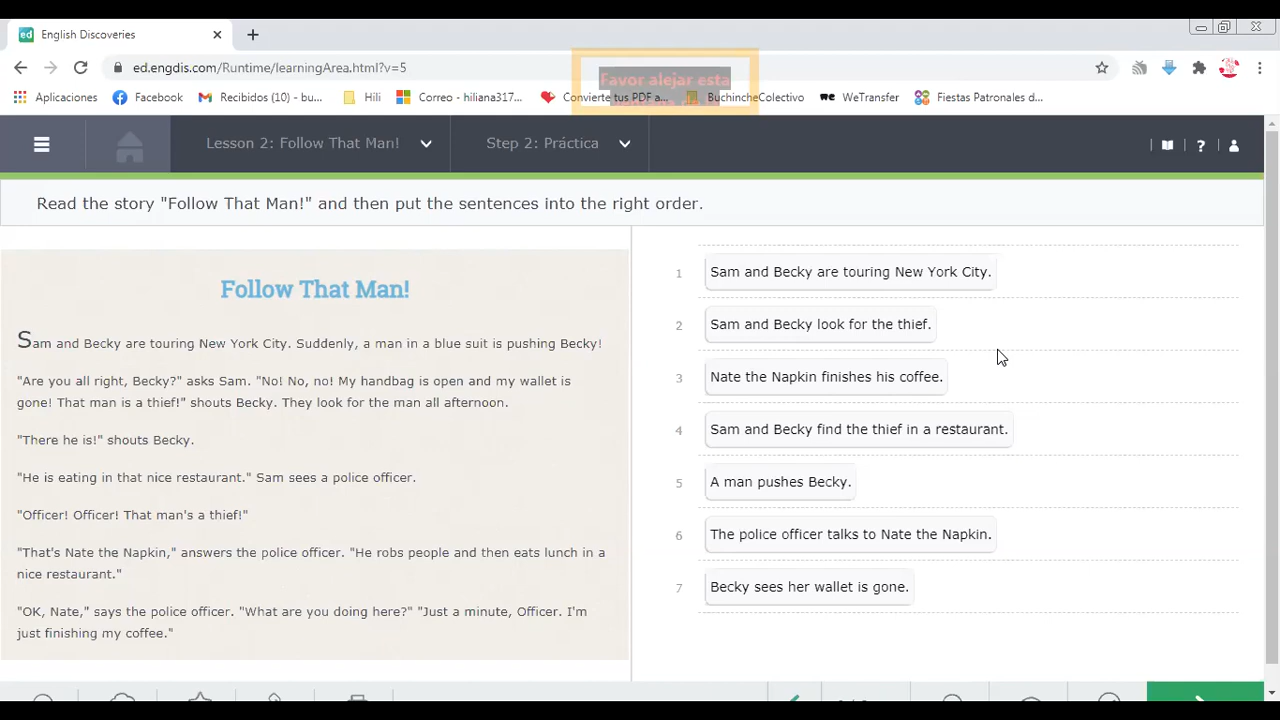 English Discoveries
ed.engdis.com/Runtime/learningArea.html?v=5
Favor alejar esta
Aplicaciones
Facebook
Recibidos (10) - bu...
Hili
Correo - hiliana317...
Convierte tus PDF a...
BuchincheColectivo
WeTransfer
Fiestas Patronales d...
Lesson 2: Follow That Man!
Step 2: Práctica
Read the story "Follow That Man!" and then put the sentences into the right order.
Follow That Man!
Sam and Becky are touring New York City. Suddenly, a man in a blue suit is pushing Becky!
"Are you all right, Becky?" asks Sam. "No! No, no! My handbag is open and my wallet is
gone! That man is a thief!" shouts Becky. They look for the man all afternoon.
"There he is!" shouts Becky.
"He is eating in that nice restaurant." Sam sees a police officer.
"Officer! Officer! That man's a thief!"
"That's Nate the Napkin," answers the police officer. "He robs people and then eats lunch in a
nice restaurant."
"OK, Nate," says the police officer. "What are you doing here?" "Just a minute, Officer. I'm
just finishing my coffee."
1 Sam and Becky are touring New York City.
2 Sam and Becky look for the thief.
3 Nate the Napkin finishes his coffee.
4 Sam and Becky find the thief in a restaurant.
5 A man pushes Becky.
6 The police officer talks to Nate the Napkin.
7 Becky sees her wallet is gone.